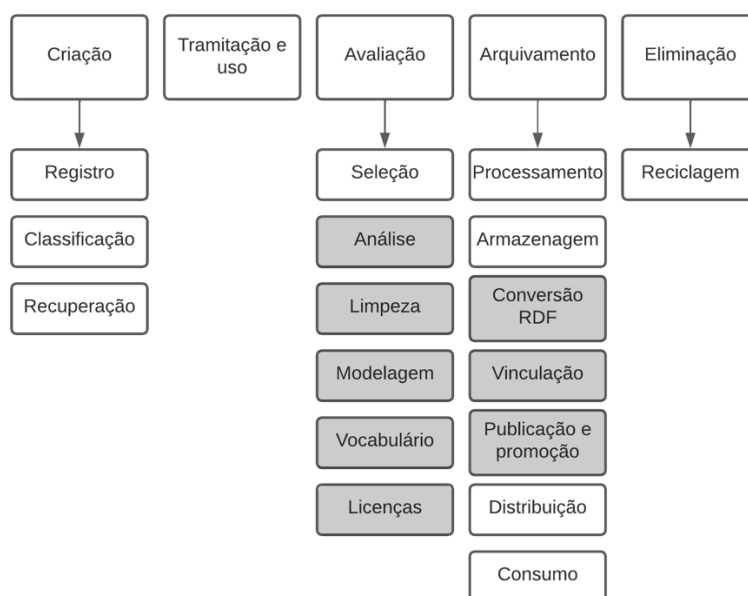 Criação
Tramitação e
uso
Avaliação
Arquivamento
Eliminação
Registro
Seleção
Processamento
Reciclagem
Classificação
Análise
Armazenagem
Recuperação
Limpeza
Conversão
RDF
Modelagem
Vinculação
Vocabulário
Publicação e
promoção
Licenças
Distribuição
Consumo